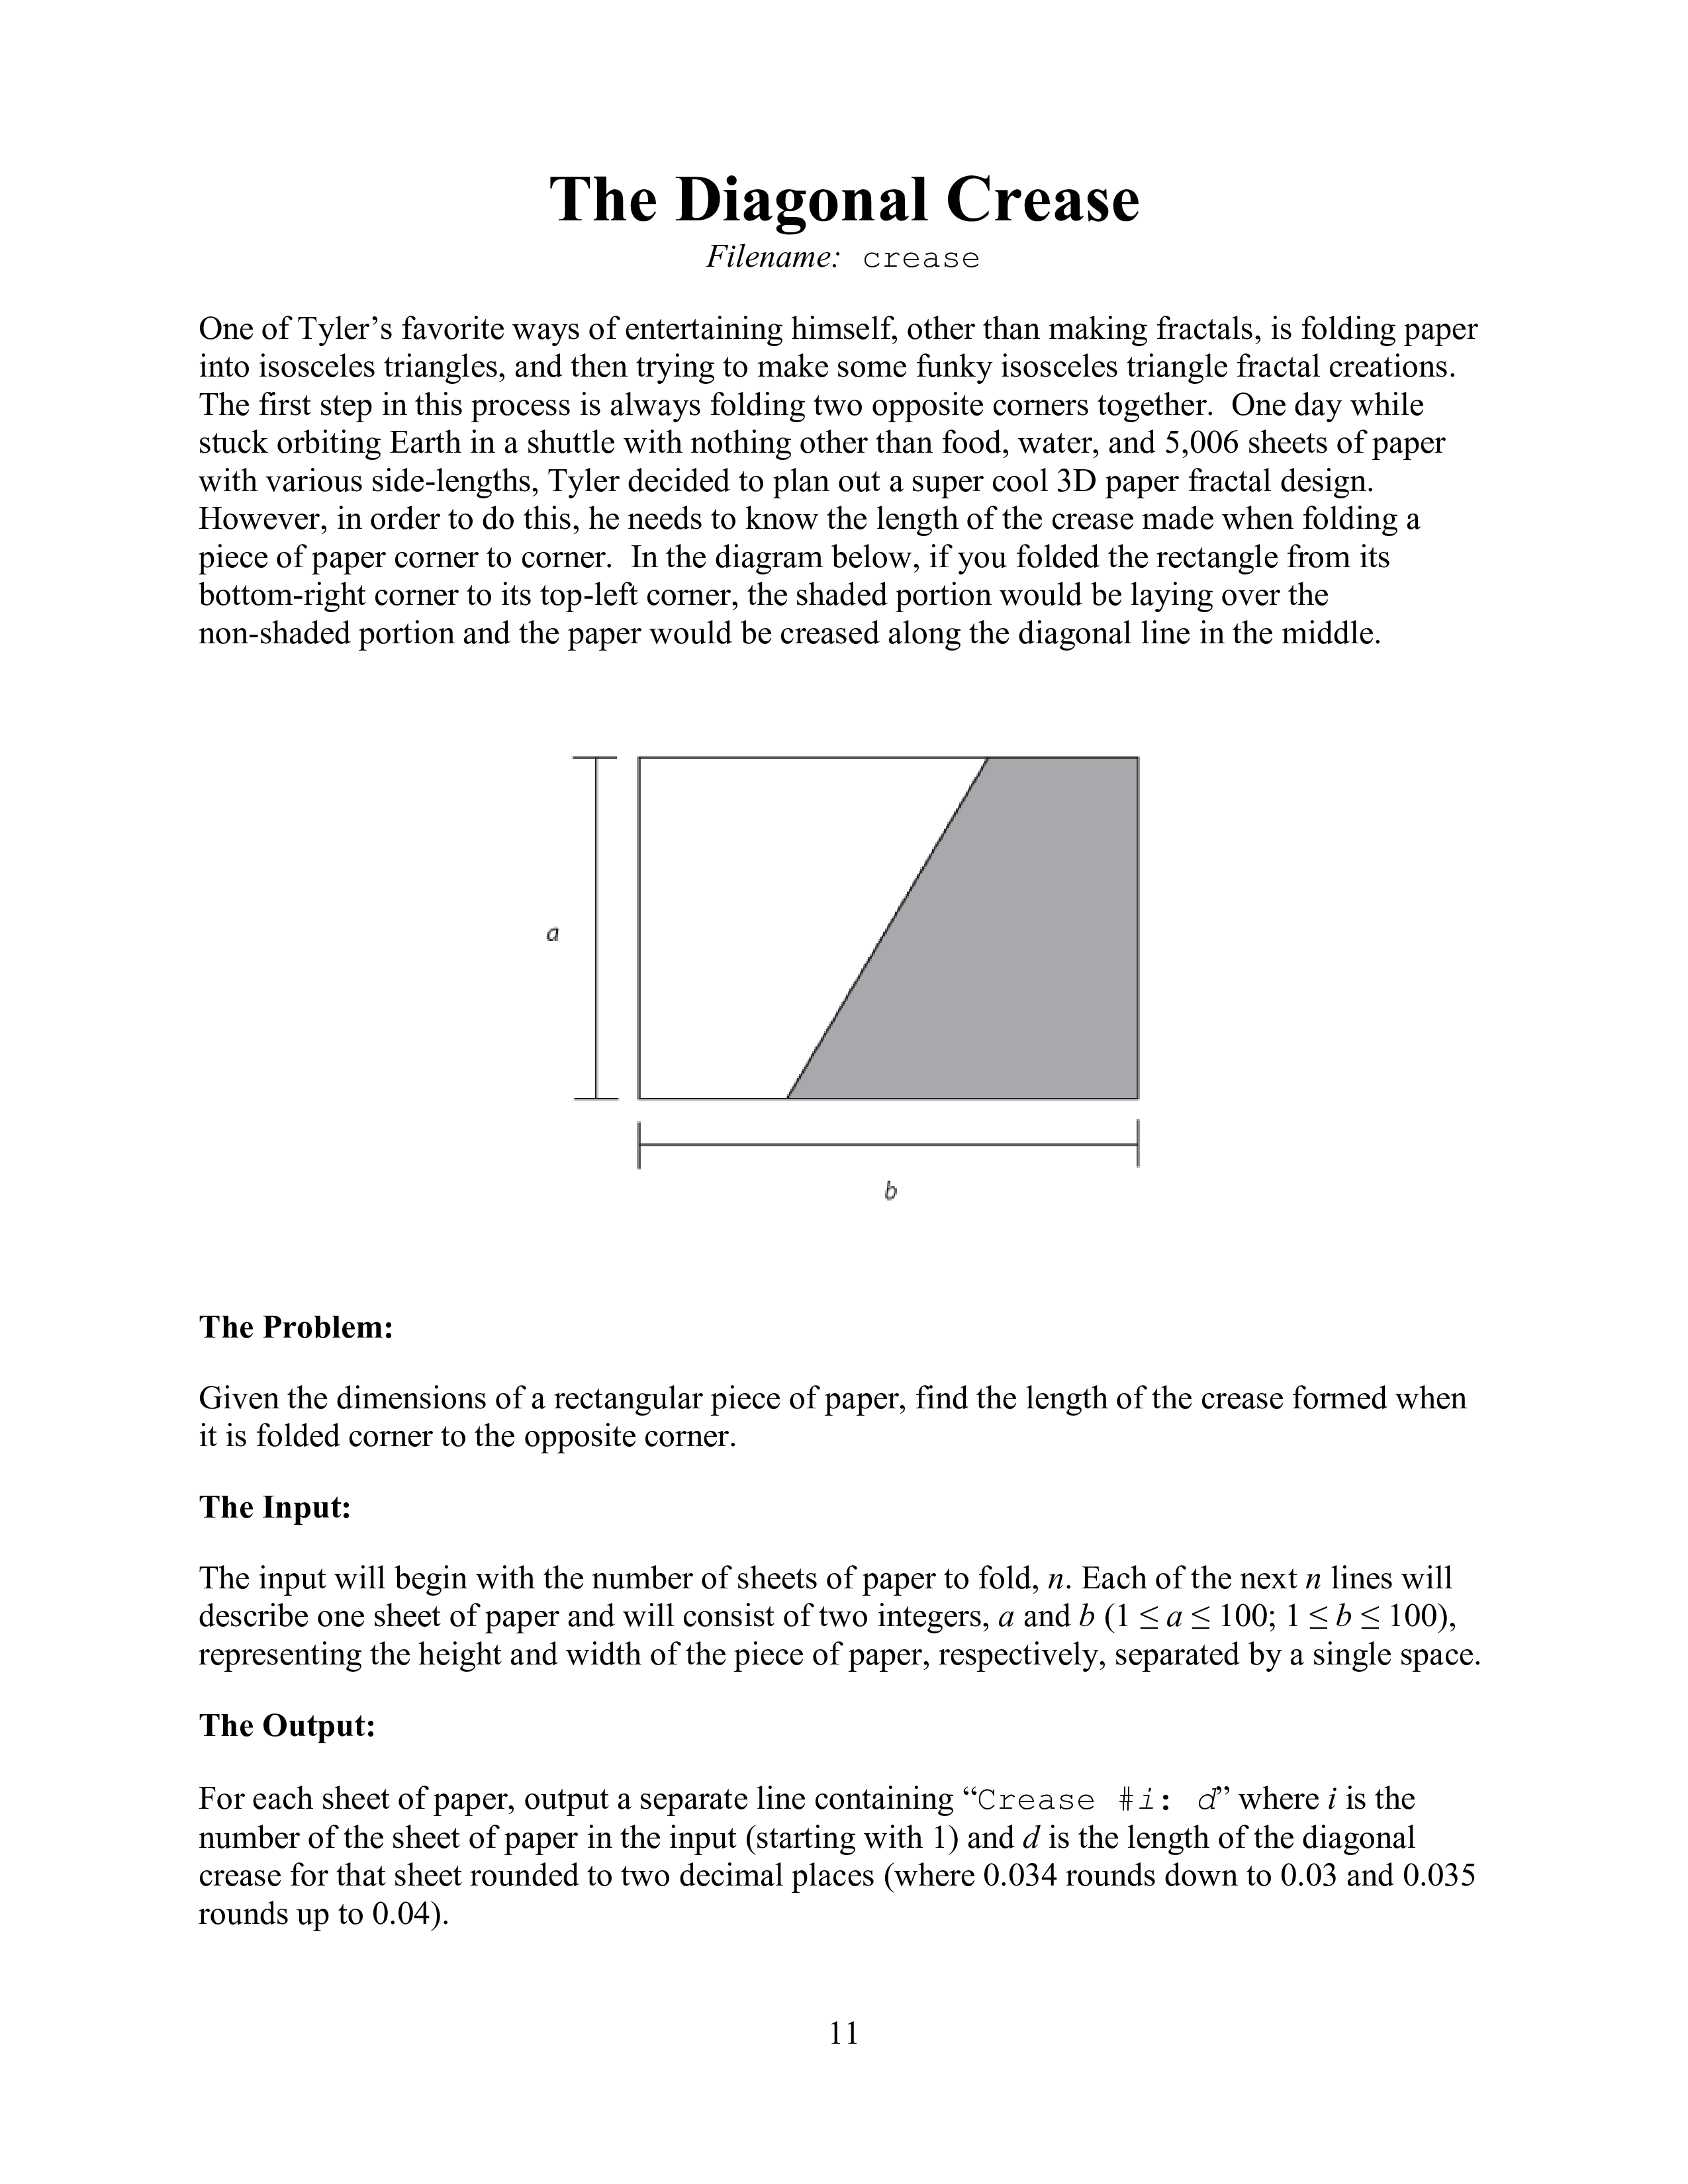 The Diagonal Crease
Filename: crease
One of Tyler’s favorite ways of entertaining himself, other than making fractals, is folding paper
into isosceles triangles, and then trying to make some funky isosceles triangle fractal creations.
The first step in this process is always folding two opposite corners together. One day while
stuck orbiting Earth in a shuttle with nothing other than food, water, and 5,006 sheets of paper
with various side-lengths, Tyler decided to plan out a super cool 3D paper fractal design.
However, in order to do this, he needs to know the length of the crease made when folding a
piece of paper corner to corner. In the diagram below, if you folded the rectangle from its
bottom-right corner to its top-left corner, the shaded portion would be laying over the
non-shaded portion and the paper would be creased along the diagonal line in the middle.
a
b
The Problem:
Given the dimensions of a rectangular piece of paper, find the length of the crease formed when
it is folded corner to the opposite corner.
The Input:
The input will begin with the number of sheets of paper to fold, n. Each of the next n lines will
describe one sheet of paper and will consist of two integers, a and b (1 ≤ a ≤ 100; 1 ≤ b ≤ 100),
representing the height and width of the piece of paper, respectively, separated by a single space.
The Output:
For each sheet of paper, output a separate line containing “Crease #i: d” where i is the
number of the sheet of paper in the input (starting with 1) and d is the length of the diagonal
crease for that sheet rounded to two decimal places (where 0.034 rounds down to 0.03 and 0.035
rounds up to 0.04).
11